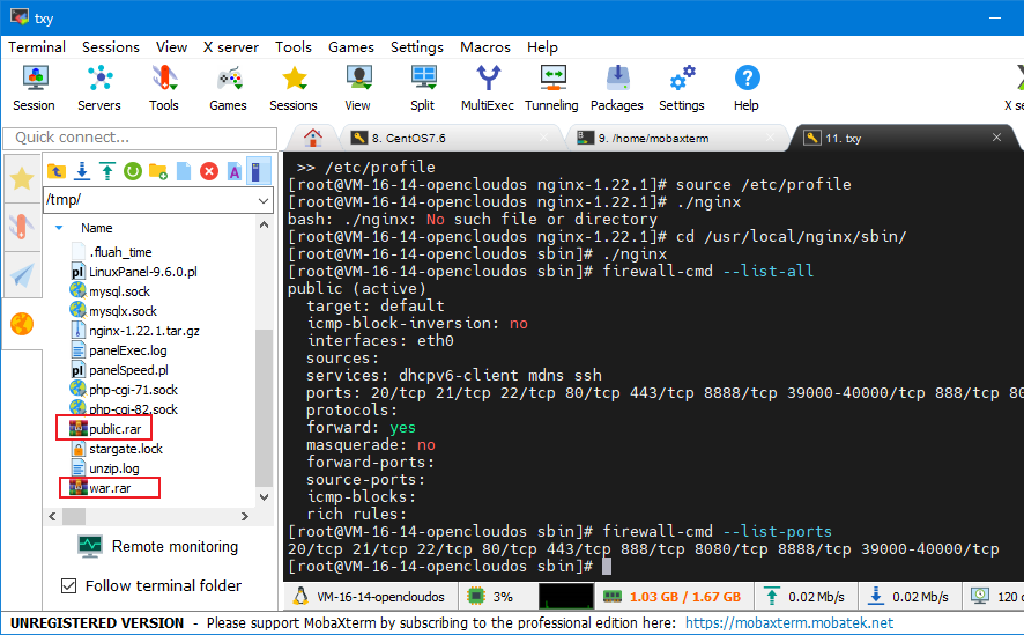 txy
Terminal Sessions View X server Tools Games Settings Macros Help
Session Servers Tools Games Sessions View Split MultiExec Tunneling Packages Settings Help X se
Quick connect...
8. CentOS7.6
9. /home/mobaxterm
11. txy
/tmp/
Name
.fluah_time
LinuxPanel-9.6.0.pl
mysql.sock
mysqlx.sock
nginx-1.22.1.tar.gz
panelExec.log
panelSpeed.pl
php-cgi-71.sock
php-cgi-82.sock
public.rar
stargate.lock
unzip.log
war.rar
Remote monitoring
Follow terminal folder
>> /etc/profile
[root@VM-16-14-opencloudos nginx-1.22.1]# source /etc/profile
[root@VM-16-14-opencloudos nginx-1.22.1]# ./nginx
bash: ./nginx: No such file or directory
[root@VM-16-14-opencloudos nginx-1.22.1]# cd /usr/local/nginx/sbin/
[root@VM-16-14-opencloudos sbin]# ./nginx
[root@VM-16-14-opencloudos sbin]# firewall-cmd --list-all
public (active)
target: default
icmp-block-inversion: no
interfaces: eth0
sources:
services: dhcpv6-client mdns ssh
ports: 20/tcp 21/tcp 22/tcp 80/tcp 443/tcp 8888/tcp 39000-40000/tcp 888/tcp 80
protocols:
forward: yes
masquerade: no
forward-ports:
source-ports:
icmp-blocks:
rich rules:
[root@VM-16-14-opencloudos sbin]# firewall-cmd --list-ports
20/tcp 21/tcp 22/tcp 80/tcp 443/tcp 888/tcp 8080/tcp 8888/tcp 39000-40000/tcp
[root@VM-16-14-opencloudos sbin]#
VM-16-14-opencloudos 3% 1.03 GB / 1.67 GB 0.02 Mb/s 0.02 Mb/s 120
UNREGISTERED VERSION - Please support MobaXterm by subscribing to the professional edition here: https://mobaxterm.mobatek.net